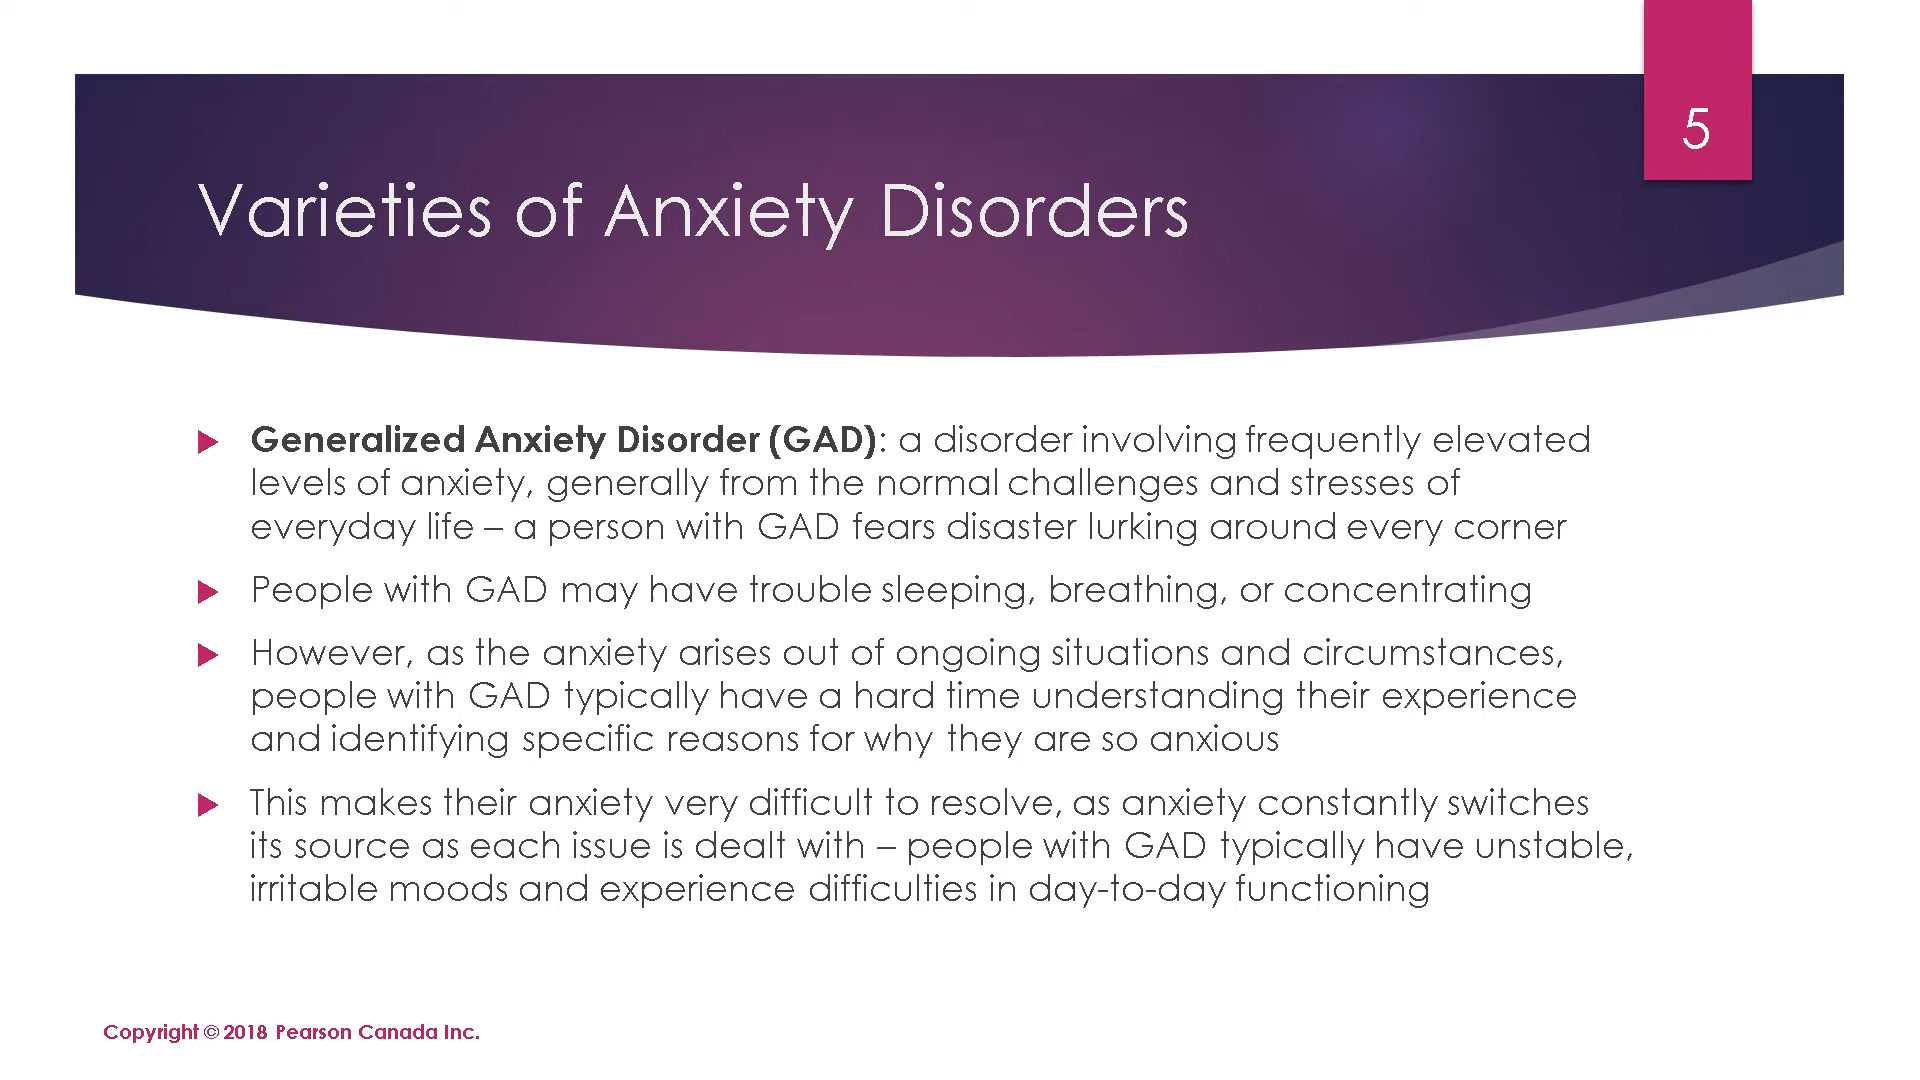 5
Varieties of Anxiety Disorders
Generalized Anxiety Disorder (GAD): a disorder involving frequently elevated
levels of anxiety, generally from the normal challenges and stresses of
everyday life – a person with GAD fears disaster lurking around every corner
People with GAD may have trouble sleeping, breathing, or concentrating
However, as the anxiety arises out of ongoing situations and circumstances,
people with GAD typically have a hard time understanding their experience
and identifying specific reasons for why they are so anxious
This makes their anxiety very difficult to resolve, as anxiety constantly switches
its source as each issue is dealt with – people with GAD typically have unstable,
irritable moods and experience difficulties in day-to-day functioning
Copyright © 2018 Pearson Canada Inc.